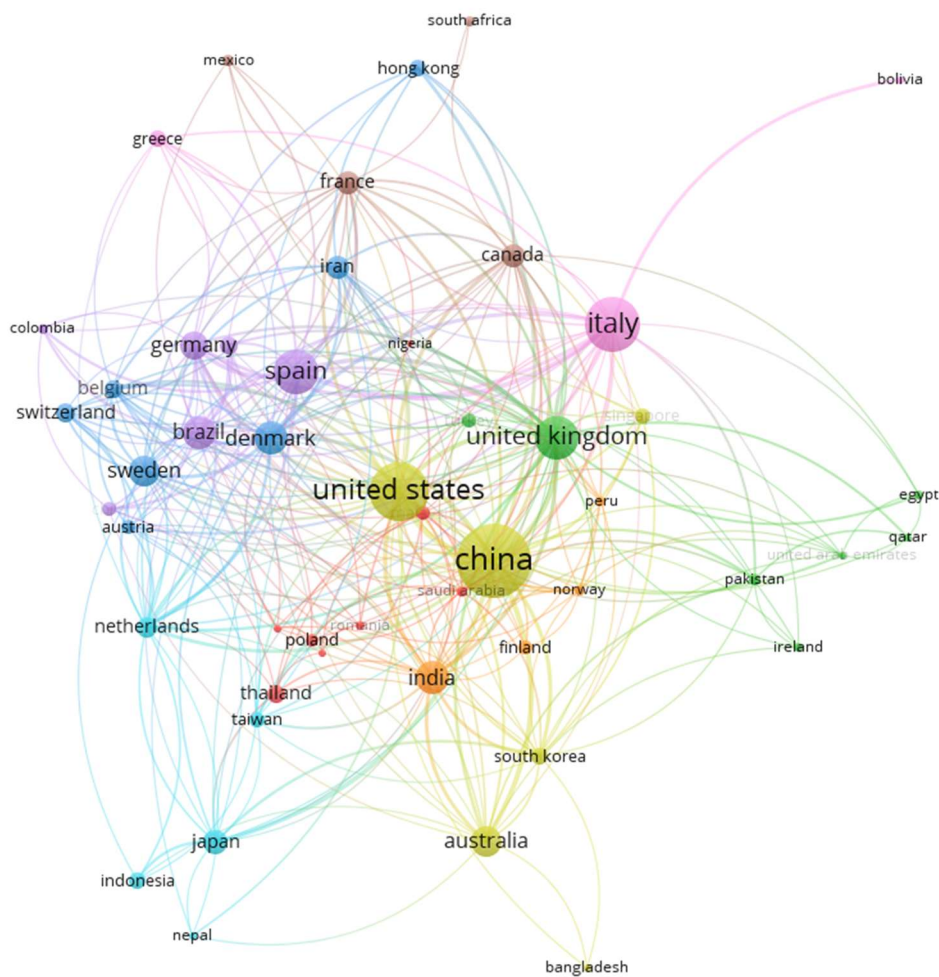 south africa
mexico
hong kong
bolivia
greece
france
canada
iran
italy
colombia
nigeria
germany
spain
belgium
switzerland
singapore
turkey
brazil
denmark
united kingdom
sweden
united states
egypt
peru
austria
qatar
united arab emirates
china
pakistan
saudi arabia
norway
netherlands
romania
poland
finland
ireland
india
thailand
taiwan
south korea
japan
australia
indonesia
nepal
bangladesh